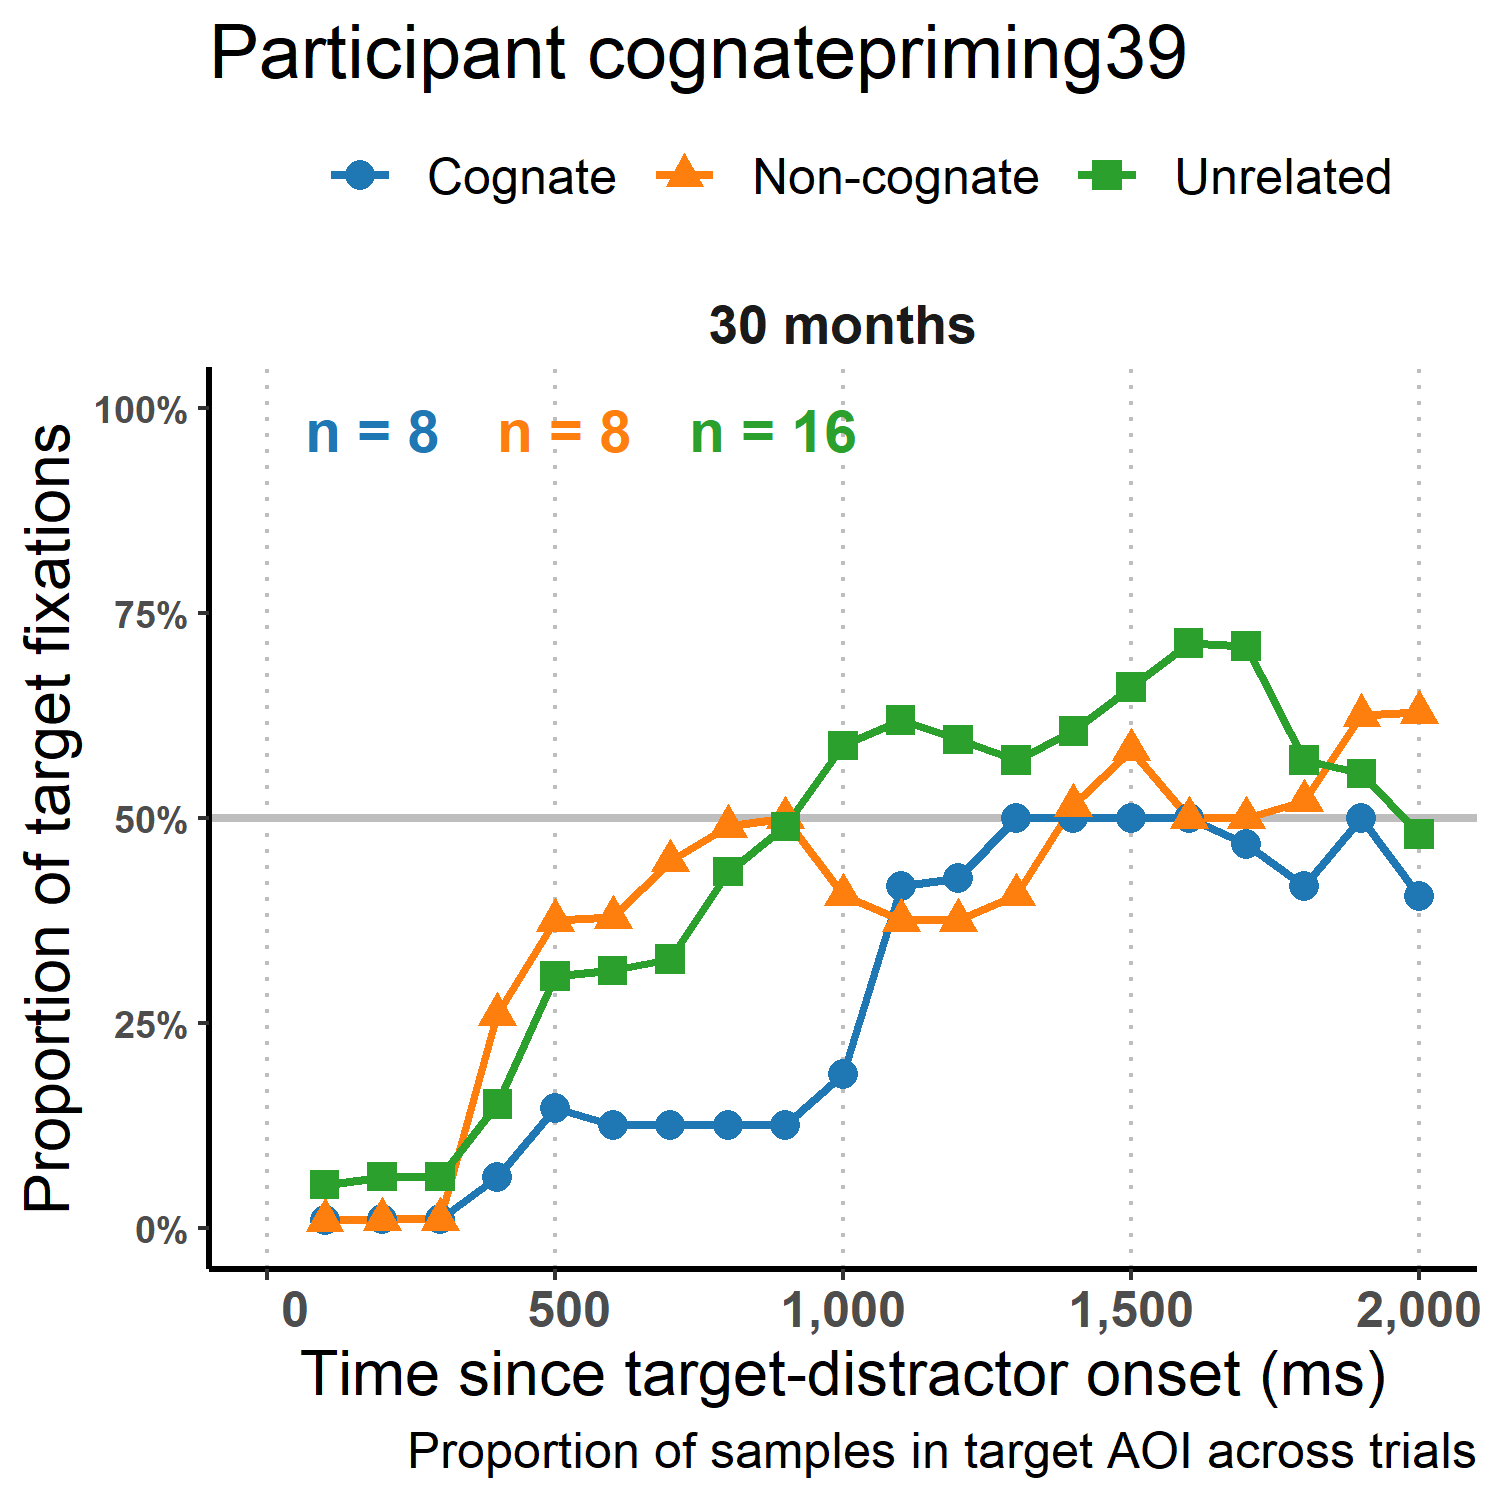 Participant cognatepriming39
Cognate Non-cognate Unrelated
30 months
n = 8 n = 8 n = 16
100%
75%
50%
25%
0%
Proportion of target fixations
0 500 1,000 1,500 2,000
Time since target-distractor onset (ms)
Proportion of samples in target AOI across trials